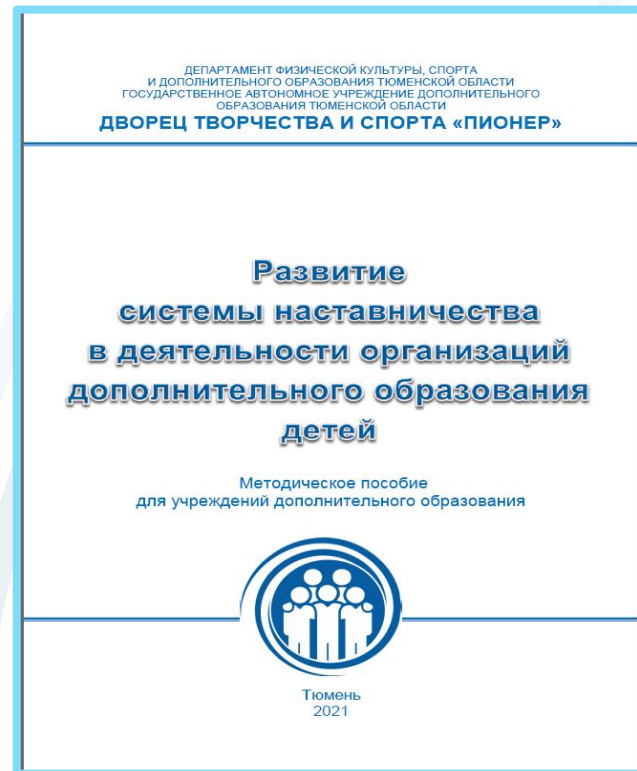 ДЕПАРТАМЕНТ ФИЗИЧЕСКОЙ КУЛЬТУРЫ, СПОРТА
И ДОПОЛНИТЕЛЬНОГО ОБРАЗОВАНИЯ ТЮМЕНСКОЙ ОБЛАСТИ
ГОСУДАРСТВЕННОЕ АВТОНОМНОЕ УЧРЕЖДЕНИЕ ДОПОЛНИТЕЛЬНОГО
ОБРАЗОВАНИЯ ТЮМЕНСКОЙ ОБЛАСТИ
ДВОРЕЦ ТВОРЧЕСТВА И СПОРТА «ПИОНЕР»
Развитие
системы наставничества
в деятельности организаций
дополнительного образования
детей
Методическое пособие
для учреждений дополнительного образования
Тюмень
2021